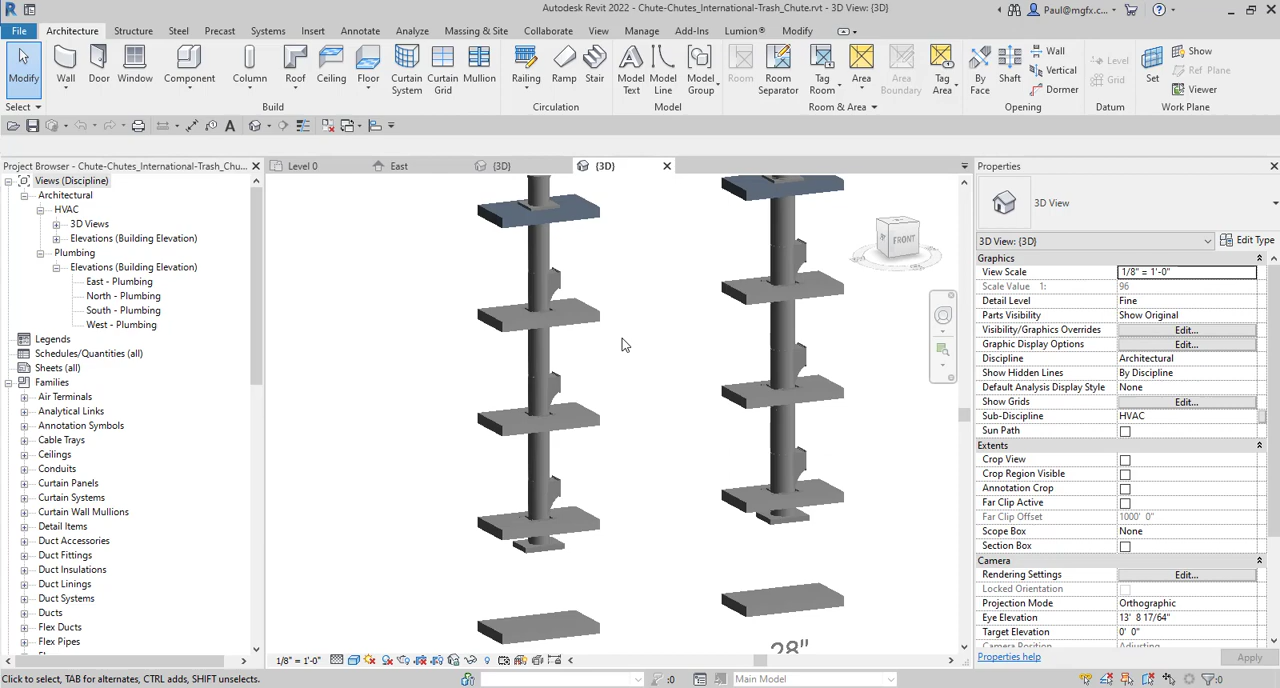 Autodesk Revit 2022 - Chute-Chutes_International-Trash_Chute.rvt - 3D View: {3D}
Paul@mgfx.c...
File Architecture Structure Steel Precast Systems Insert Annotate Analyze Massing & Site Collaborate View Manage Add-Ins Lumion® Modify
Modify
Wall
Door
Window
Component
Column
Roof
Ceiling
Floor
Curtain System
Curtain Grid
Mullion
Railing
Ramp
Stair
Model Text
Model Line
Model Group
Room
Room Separator
Tag Room
Area
Area Boundary
Tag Area
By Face
Shaft
Wall
Vertical
Dormer
Level
Grid
Set
Show
Ref Plane
Viewer
Select Build Circulation Model Room & Area Opening Datum Work Plane
Project Browser - Chute-Chutes_International-Trash_Chu...
Views (Discipline)
Architectural
HVAC
3D Views
Elevations (Building Elevation)
Plumbing
Elevations (Building Elevation)
East - Plumbing
North - Plumbing
South - Plumbing
West - Plumbing
Legends
Schedules/Quantities (all)
Sheets (all)
Families
Air Terminals
Analytical Links
Annotation Symbols
Cable Trays
Ceilings
Conduits
Curtain Panels
Curtain Systems
Curtain Wall Mullions
Detail Items
Duct Accessories
Duct Fittings
Duct Insulations
Duct Linings
Duct Systems
Ducts
Flex Ducts
Flex Pipes
Level 0
East
{3D}
{3D}
FRONT
28"
1/8" = 1'-0"
Properties
3D View
3D View: {3D} Edit Type
Graphics
View Scale 1/8" = 1'-0"
Scale Value 1: 96
Detail Level Fine
Parts Visibility Show Original
Visibility/Graphics Overrides Edit...
Graphic Display Options Edit...
Discipline Architectural
Show Hidden Lines By Discipline
Default Analysis Display Style None
Show Grids Edit...
Sub-Discipline HVAC
Sun Path
Extents
Crop View
Crop Region Visible
Annotation Crop
Far Clip Active
Far Clip Offset 1000' 0"
Scope Box None
Section Box
Camera
Rendering Settings Edit...
Locked Orientation
Projection Mode Orthographic
Eye Elevation 13' 8 17/64"
Target Elevation 0' 0"
Properties help Apply
Click to select, TAB for alternates, CTRL adds, SHIFT unselects.
:0
Main Model
:0